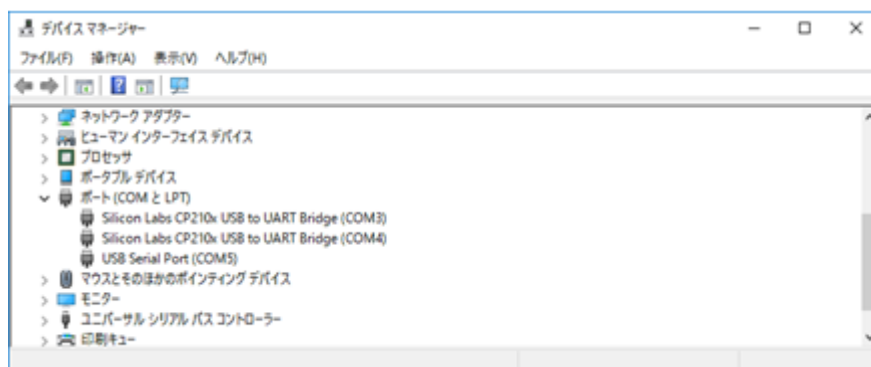 デバイス マネージャー
ファイル(F) 操作(A) 表示(V) ヘルプ(H)
ネットワーク アダプター
ヒューマン インターフェイス デバイス
プロセッサ
ポータブル デバイス
ポート (COM と LPT)
Silicon Labs CP210x USB to UART Bridge (COM3)
Silicon Labs CP210x USB to UART Bridge (COM4)
USB Serial Port (COM5)
マウスとそのほかのポインティング デバイス
モニター
ユニバーサル シリアル バス コントローラー
印刷キュー